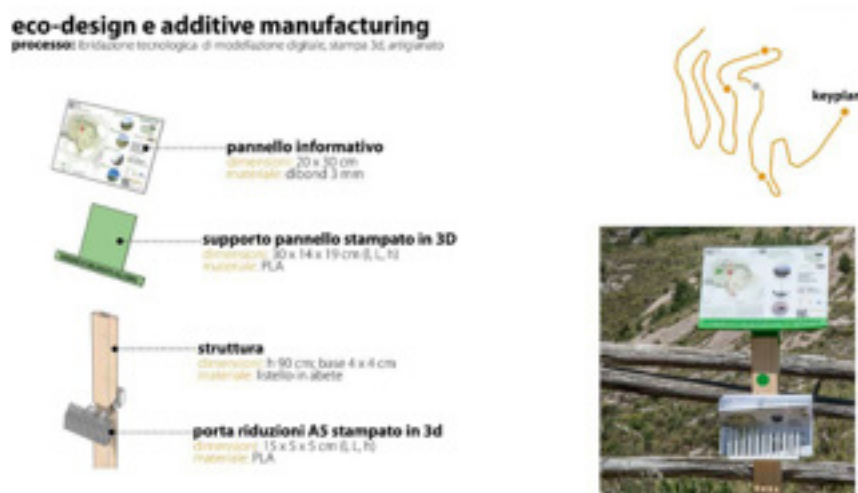 eco-design e additive manufacturing
processo: ibridazione tecnologica di modellazione digitale, stampa 3d, artigianato
keyplan
pannello informativo
dimensioni: 20 x 30 cm
materiale: dibond 3 mm
supporto pannello stampato in 3D
dimensioni: 30 x 14 x 19 cm (l, L, h)
materiale: PLA
struttura
dimensioni: h 90 cm; base 4 x 4 cm
materiale: listello in abete
porta riduzioni A5 stampato in 3d
dimensioni: 15 x 5 x 5 cm (l, L, h)
materiale: PLA